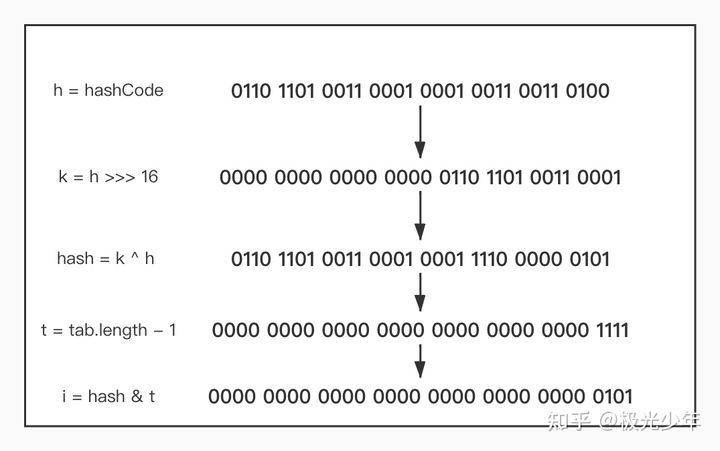 h = hashCode 0110 1101 0011 0001 0001 0011 0011 0100
k = h >>> 16 0000 0000 0000 0000 0110 1101 0011 0001
hash = k ^ h 0110 1101 0011 0001 0001 1110 0000 0101
t = tab.length - 1 0000 0000 0000 0000 0000 0000 0000 1111
i = hash & t 0000 0000 0000 0000 0000 0000 0000 0101
知乎 @极光少年